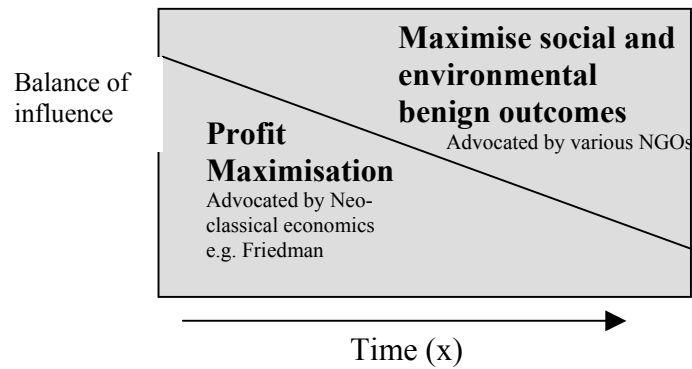 Balance of
influence
Maximise social and
environmental
benign outcomes
Advocated by various NGOs
Profit
Maximisation
Advocated by Neo-
classical economics
e.g. Friedman
Time (x)